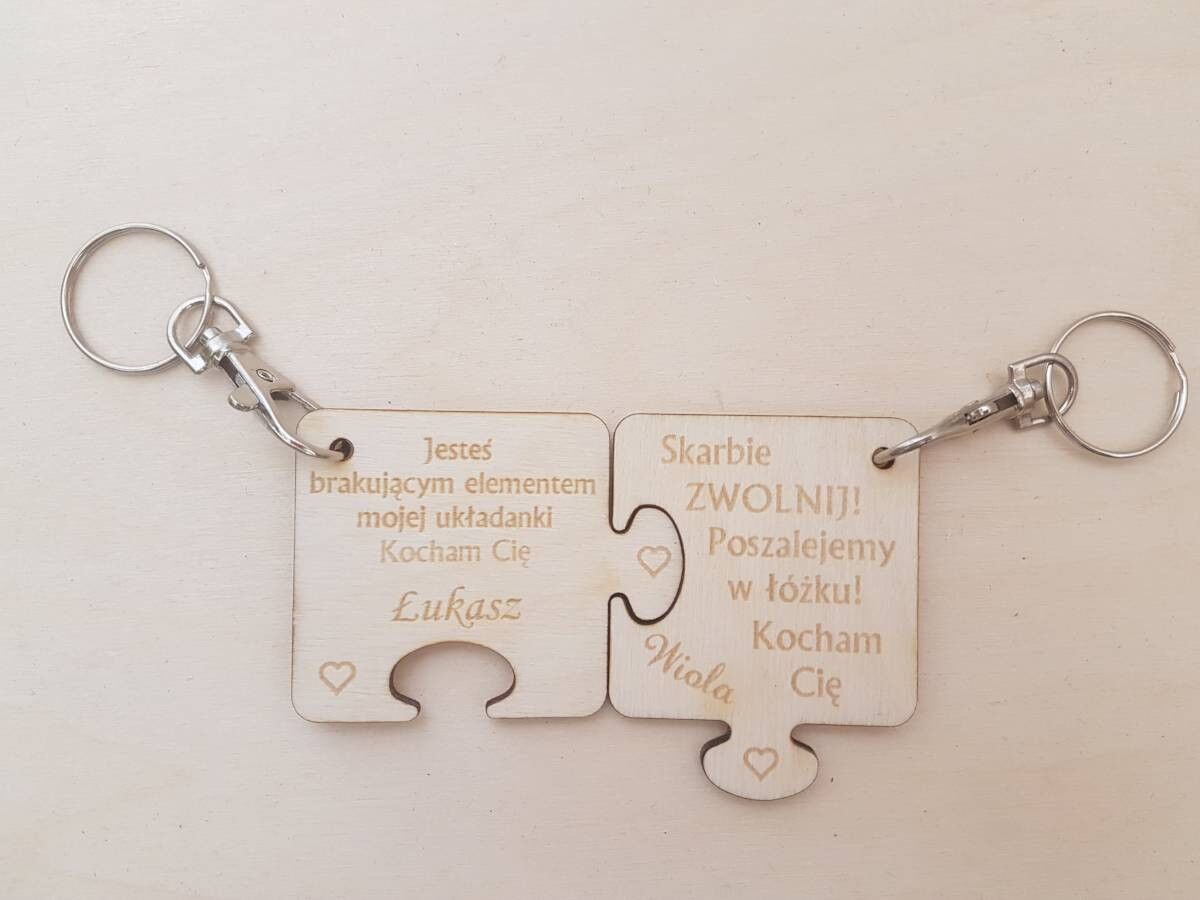 Jesteś
brakującym elementem
mojej układanki
Kocham Cię
Łukasz
Skarbie
ZWOLNIJ!
Poszalejemy
w łóżku!
Kocham
Cię
Wiola